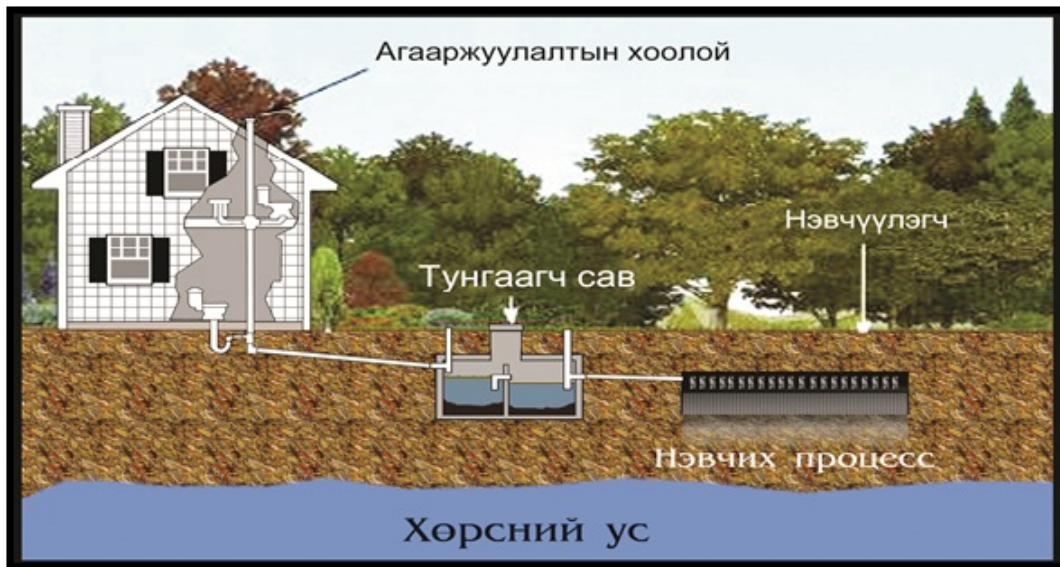 Агааржуулалтын хоолой
Нэвчүүлэгч
Тунгаагч сав
Нэвчих процесс
Хөрсний ус